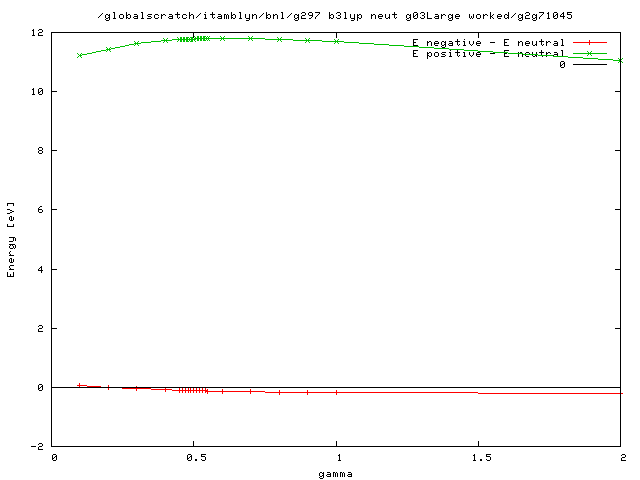 /globalscratch/itamblyn/bnl/g297 b3lyp neut g03Large worked/g2g71045
12
E negative - E neutral
E positive - E neutral
0
10
8
6
Energy [eV]
4
2
0
-2
0 0.5 1 1.5 2
gamma